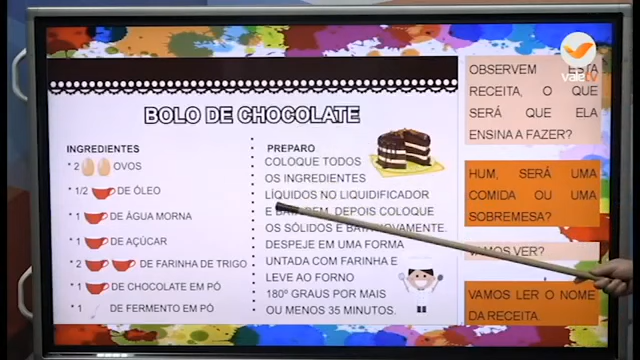 BOLO DE CHOCOLATE
INGREDIENTES
* 2 OVOS
* 1/2 DE ÓLEO
* 1 DE ÁGUA MORNA
* 1 DE AÇUCÁR
* 2 DE FARINHA DE TRIGO
* 1 DE CHOCOLATE EM PÓ
* 1 DE FERMENTO EM PÓ
PREPARO
COLOQUE TODOS
OS INGREDIENTES
LÍQUIDOS NO LIQUIDIFICADOR
E DEPOIS COLOQUE
OS SÓLIDOS E BATA NOVAMENTE.
DESPEJE EM UMA FORMA
UNTADA COM FARINHA E
LEVE AO FORNO
180º GRAUS POR MAIS
OU MENOS 35 MINUTOS.
OBSERVEM ESTA
RECEITA, O QUE
SERÁ QUE ELA
ENSINA A FAZER?
HUM, SERÁ UMA
COMIDA OU UMA
SOBREMESA?
VAMOS VER?
VAMOS LER O NOME
DA RECEITA.
vale tv